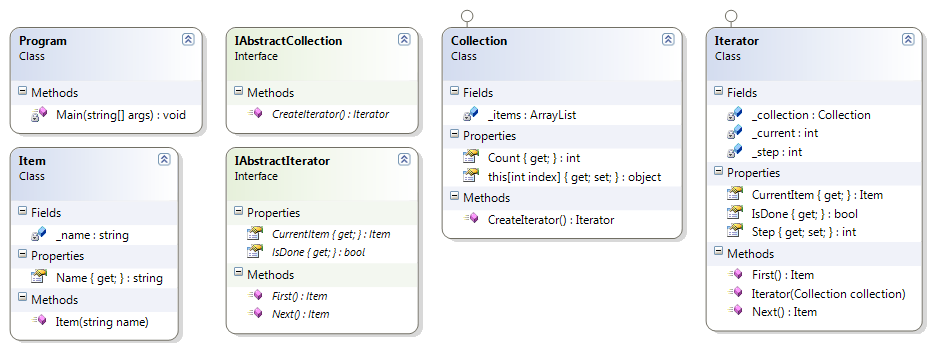 Program
Class
Methods
Main(string[] args) : void
Item
Class
Fields
_name : string
Properties
Name { get; } : string
Methods
Item(string name)
IAbstractCollection
Interface
Methods
CreateIterator() : Iterator
IAbstractIterator
Interface
Properties
CurrentItem { get; } : Item
IsDone { get; } : bool
Methods
First() : Item
Next() : Item
Collection
Class
Fields
_items : ArrayList
Properties
Count { get; } : int
this[int index] { get; set; } : object
Methods
CreateIterator() : Iterator
Iterator
Class
Fields
_collection : Collection
_current : int
_step : int
Properties
CurrentItem { get; } : Item
IsDone { get; } : bool
Step { get; set; } : int
Methods
First() : Item
Iterator(Collection collection)
Next() : Item